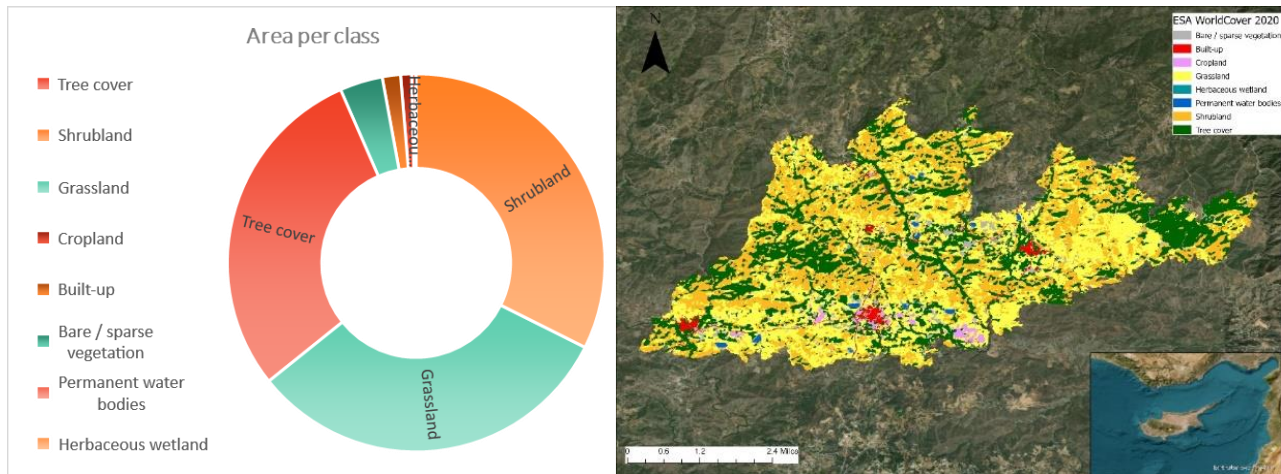 Area per class
Tree cover
Shrubland
Grassland
Cropland
Built-up
Bare / sparse
vegetation
Permanent water
bodies
Herbaceous wetland
Herbaceou...
Shrubland
Tree cover
Grassland
N
ESA WorldCover 2020
Bare / sparse vegetation
Built-up
Cropland
Grassland
Herbaceous wetland
Permanent water bodies
Shrubland
Tree cover
0 0.6 1.2 2.4 Miles